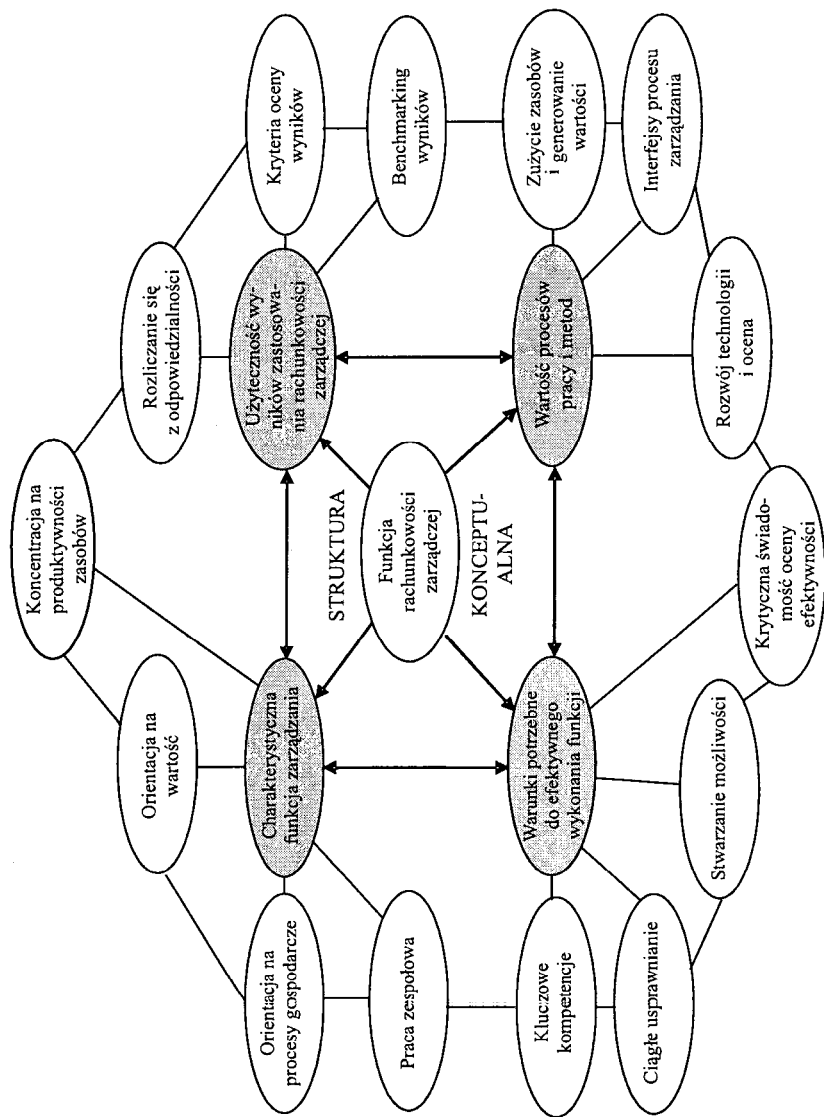 Koncentracja na
produktywności
zasobów
Orientacja na
wartość
Rozliczanie się
z odpowiedzialności
Orientacja na
procesy gospodarcze
Charakterystyczna
funkcja zarządzania
Użyteczność wy-
ników zastosowa-
nia rachunkowości
zarządczej
Kryteria oceny
wyników
Praca zespołowa
STRUKTURA
Benchmarking
wyników
Funkcja
rachunkowości
zarządczej
KONCEPTU-
ALNA
Kluczowe
kompetencje
Warunki potrzebne
do efektywnego
wykonania funkcji
Wartość procesów
pracy i metod
Zużycie zasobów
i generowanie
wartości
Ciągłe usprawnianie
Interfejsy procesu
zarządzania
Stwarzanie możliwości
Rozwój technologii
i ocena
Krytyczna świado-
mość oceny
efektywności